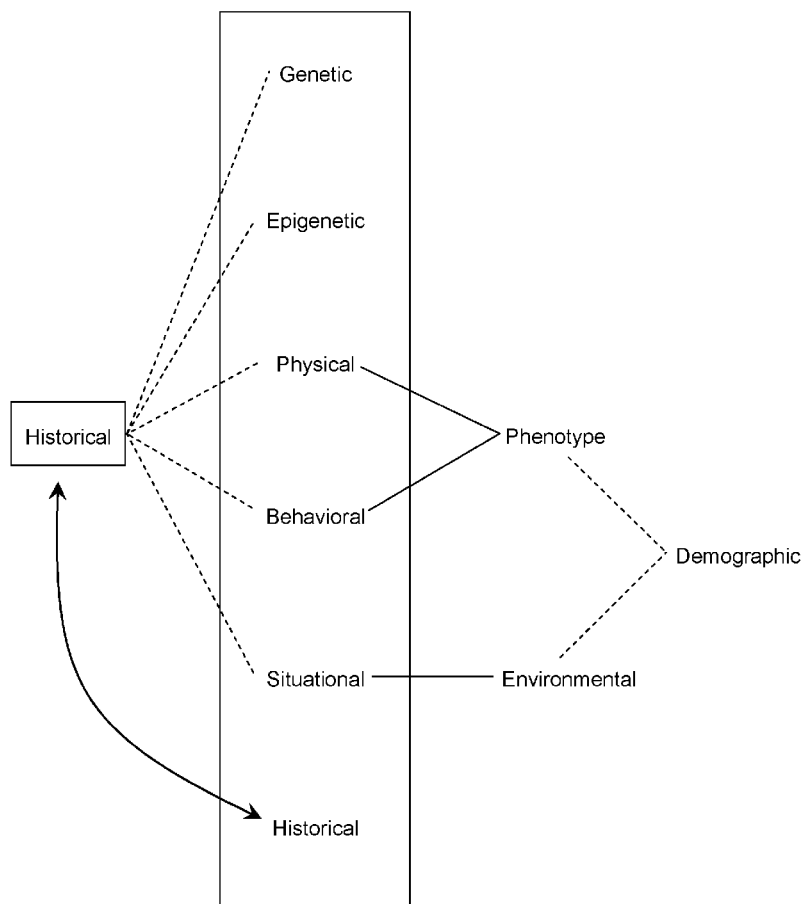 Genetic
Epigenetic
Physical
Historical
Phenotype
Behavioral
Demographic
Situational
Environmental
Historical